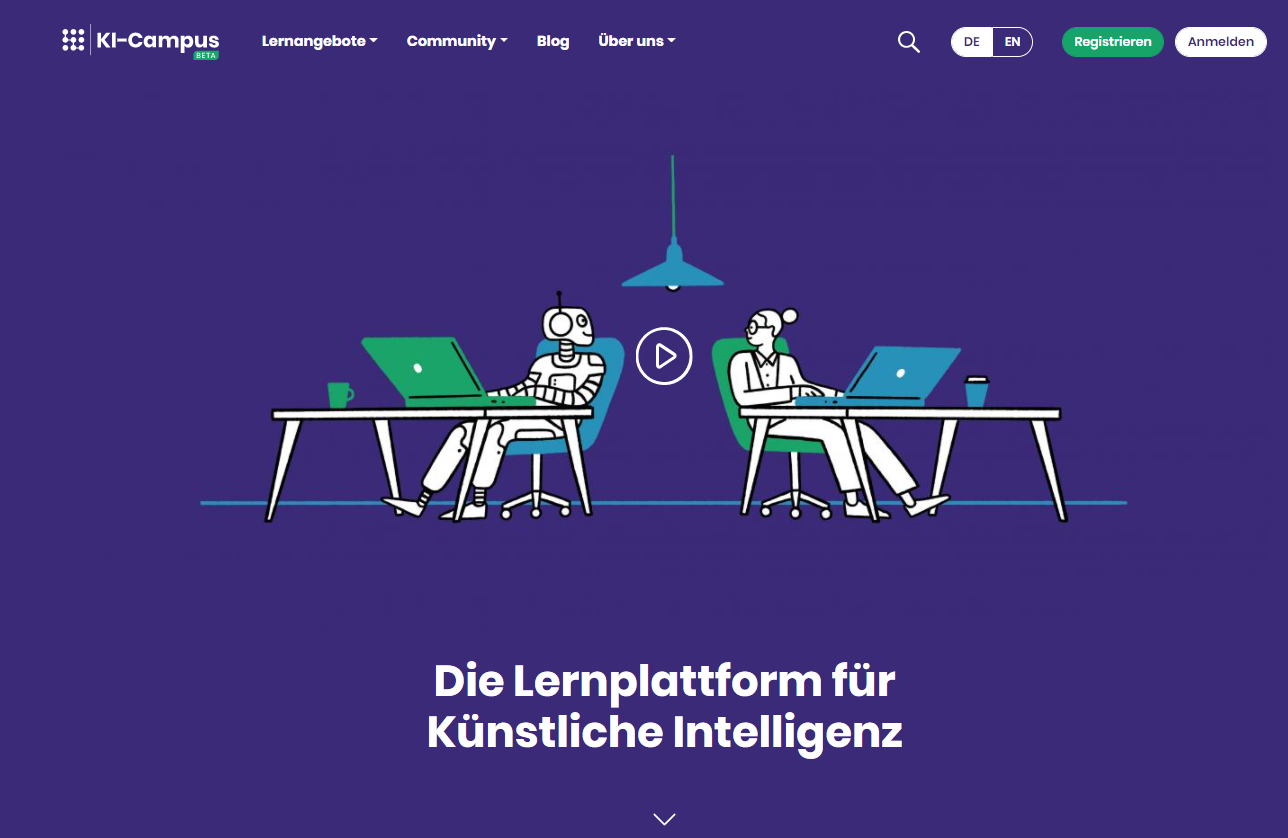 KI-Campus
BETA
Lernangebote
Community
Blog
Über uns
DE
EN
Registrieren
Anmelden
Die Lernplattform für
Künstliche Intelligenz